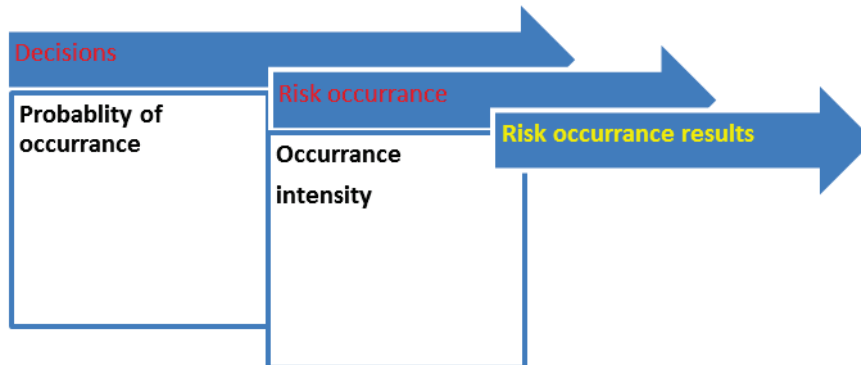 Decisions
Probablity of
occurrance
Risk occurrance
Occurrance
intensity
Risk occurrance results